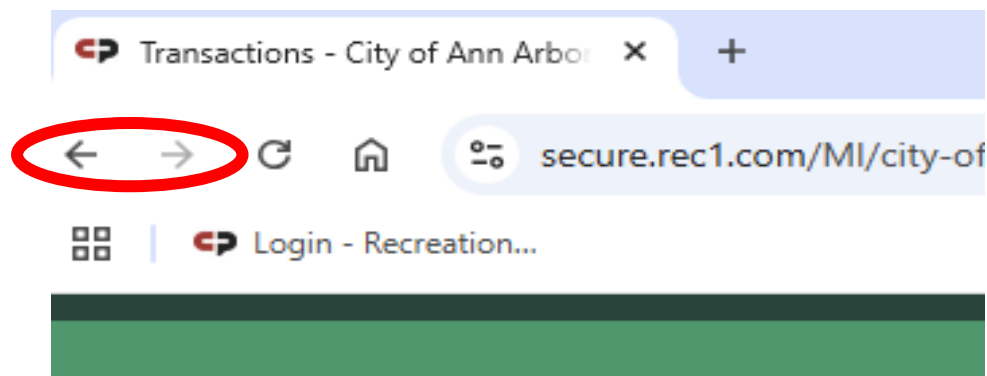 Transactions - City of Ann Arbor
secure.rec1.com/MI/city-of
Login - Recreation...